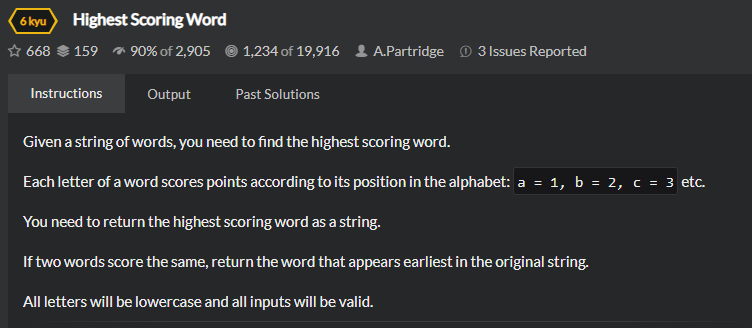 6 kyu Highest Scoring Word
668 159 90% of 2,905 1,234 of 19,916 A.Partridge 3 Issues Reported
Instructions Output Past Solutions
Given a string of words, you need to find the highest scoring word.
Each letter of a word scores points according to its position in the alphabet: a = 1, b = 2, c = 3 etc.
You need to return the highest scoring word as a string.
If two words score the same, return the word that appears earliest in the original string.
All letters will be lowercase and all inputs will be valid.